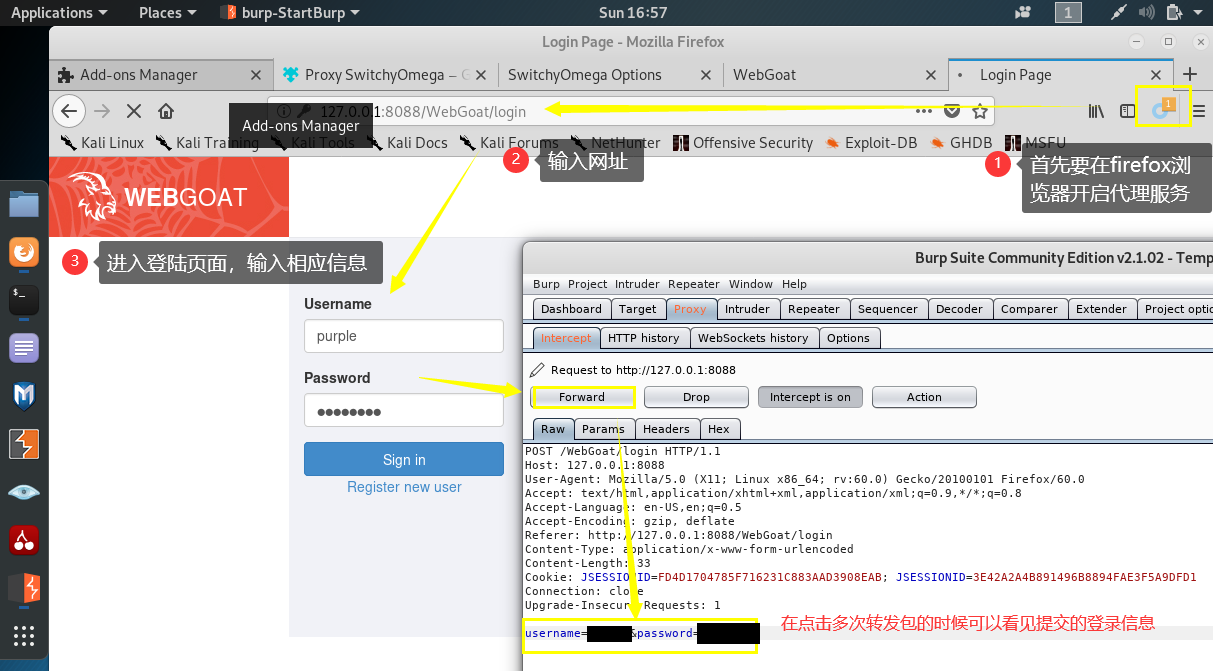 Applications Places burp-StartBurp Sun 16:57 1
Login Page - Mozilla Firefox
Add-ons Manager Proxy SwitchyOmega – G SwitchyOmega Options WebGoat Login Page
127.0.0.1:8088/WebGoat/login 1
Add-ons Manager
Kali Linux Kali Training Kali Tools Kali Docs Kali Forums NetHunter Offensive Security Exploit-DB GHDB MSFU
2 输入网址
1 首先要在firefox浏
览器开启代理服务
WEBGOAT
3 进入登陆页面，输入相应信息
Username
purple
Password
Sign in
Register new user
Burp Suite Community Edition v2.1.02 - Temp
Burp Project Intruder Repeater Window Help
Dashboard Target Proxy Intruder Repeater Sequencer Decoder Comparer Extender Project optio
Intercept HTTP history WebSockets history Options
Request to http://127.0.0.1:8088
Forward Drop Intercept is on Action
Raw Params Headers Hex
POST /WebGoat/login HTTP/1.1
Host: 127.0.0.1:8088
User-Agent: Mozilla/5.0 (X11; Linux x86_64; rv:60.0) Gecko/20100101 Firefox/60.0
Accept: text/html,application/xhtml+xml,application/xml;q=0.9,*/*;q=0.8
Accept-Language: en-US,en;q=0.5
Accept-Encoding: gzip, deflate
Referer: http://127.0.0.1:8088/WebGoat/login
Content-Type: application/x-www-form-urlencoded
Content-Length: 33
Cookie: JSESSIONID=FD4D1704785F716231C883AAD3908EAB; JSESSIONID=3E42A2A4B891496B8894FAE3F5A9DFD1
Connection: close
Upgrade-Insecure-Requests: 1
username= &password=
在点击多次转发包的时候可以看见提交的登录信息